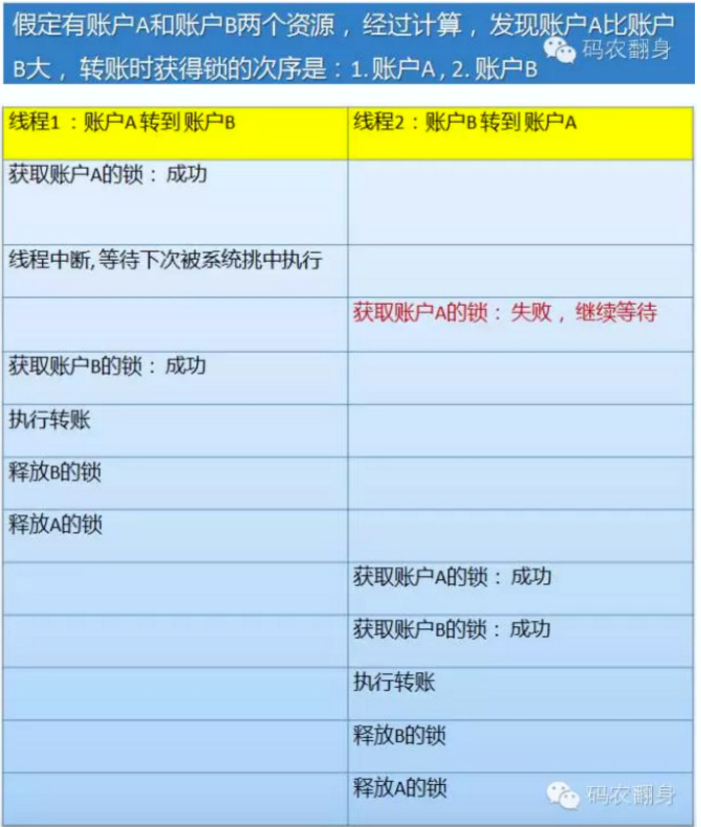 假定有账户A和账户B两个资源，经过计算，发现账户A比账户
B大，转账时获得锁的次序是：1. 账户A , 2. 账户B
码农翻身
线程1 ：账户A 转到 账户B
线程2 ：账户B 转到 账户A
获取账户A的锁：成功
线程中断, 等待下次被系统挑中执行
获取账户A的锁：失败，继续等待
获取账户B的锁：成功
执行转账
释放B的锁
释放A的锁
获取账户A的锁：成功
获取账户B的锁：成功
执行转账
释放B的锁
释放A的锁
码农翻身